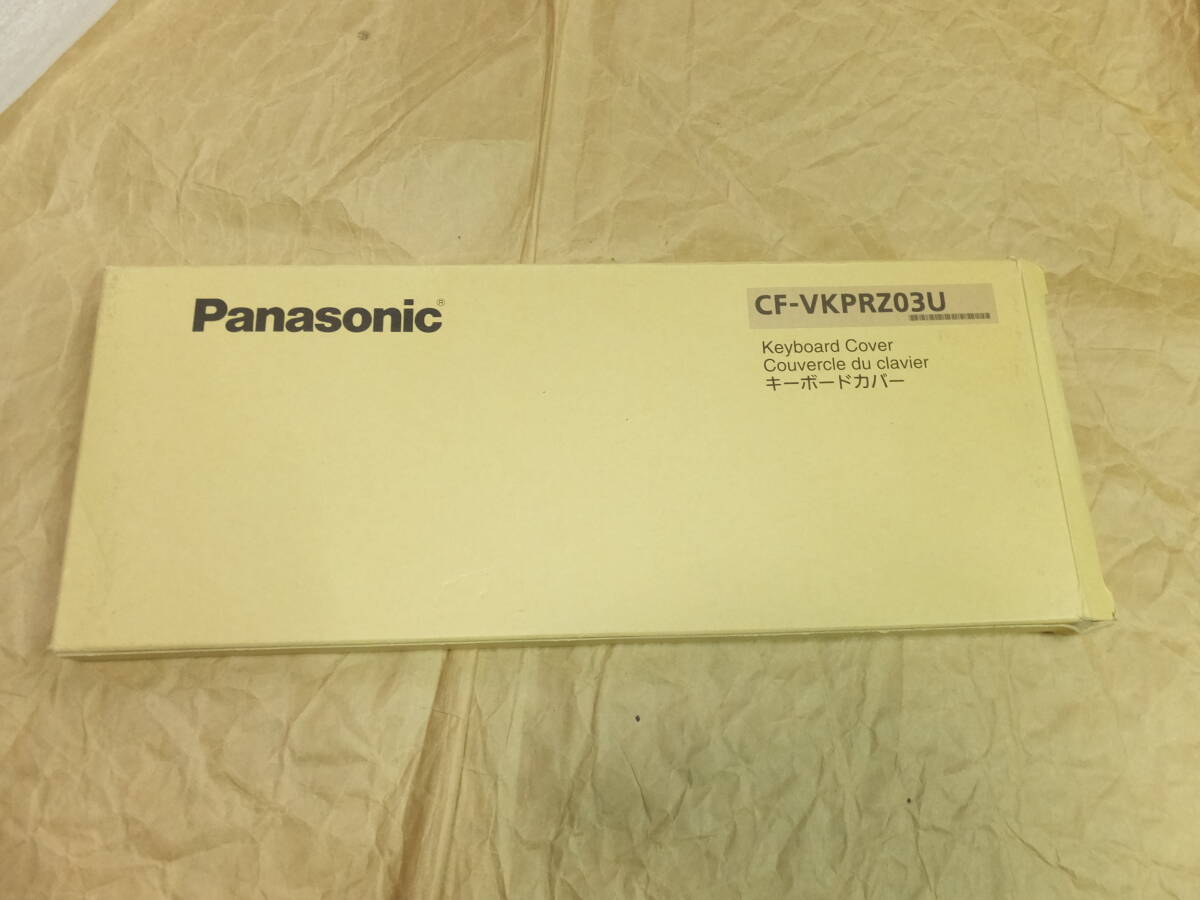 Panasonic®
CF-VKPRZ03U
Keyboard Cover
Couvercle du clavier
キーボードカバー